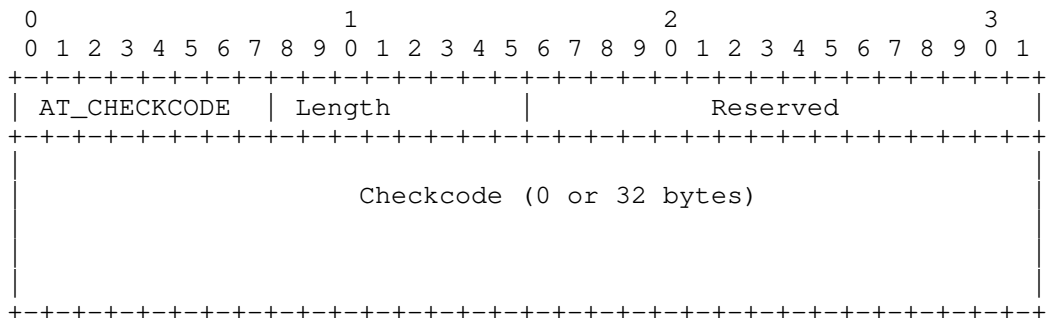 0 1 2 3
0 1 2 3 4 5 6 7 8 9 0 1 2 3 4 5 6 7 8 9 0 1 2 3 4 5 6 7 8 9 0 1
+-+-+-+-+-+-+-+-+-+-+-+-+-+-+-+-+-+-+-+-+-+-+-+-+-+-+-+-+-+-+-+-+
| AT_CHECKCODE | Length | Reserved |
+-+-+-+-+-+-+-+-+-+-+-+-+-+-+-+-+-+-+-+-+-+-+-+-+-+-+-+-+-+-+-+-+
| |
| Checkcode (0 or 32 bytes) |
| |
| |
+-+-+-+-+-+-+-+-+-+-+-+-+-+-+-+-+-+-+-+-+-+-+-+-+-+-+-+-+-+-+-+-+